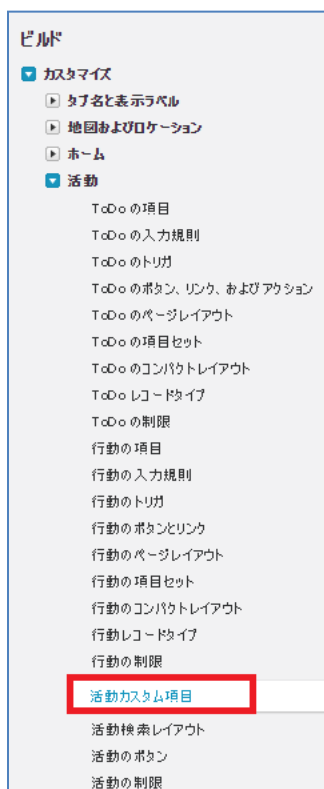 ビルド
カスタマイズ
タブ名と表示ラベル
地図およびロケーション
ホーム
活動
ToDo の項目
ToDo の入力規則
ToDo のトリガ
ToDo のボタン、リンク、およびアクション
ToDo のページレイアウト
ToDo の項目セット
ToDo のコンパクトレイアウト
ToDo レコードタイプ
ToDo の制限
行動の項目
行動の入力規則
行動のトリガ
行動のボタンとリンク
行動のページレイアウト
行動の項目セット
行動のコンパクトレイアウト
行動レコードタイプ
行動の制限
活動カスタム項目
活動検索レイアウト
活動のボタン
活動の制限